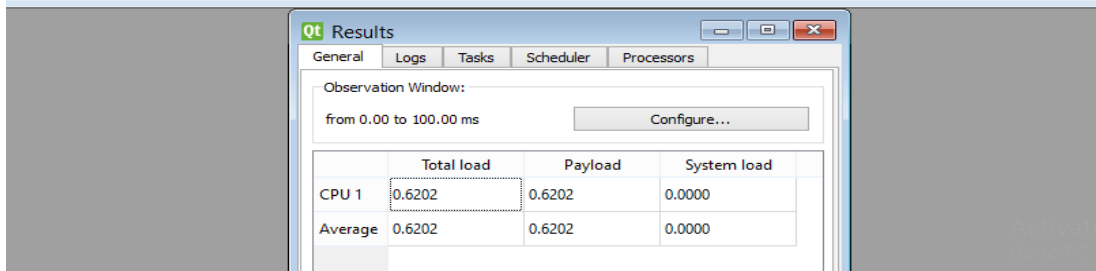 Qt Results
General Logs Tasks Scheduler Processors
Observation Window:
from 0.00 to 100.00 ms Configure...
Total load Payload System load
CPU 1 0.6202 0.6202 0.0000
Average 0.6202 0.6202 0.0000
Activate